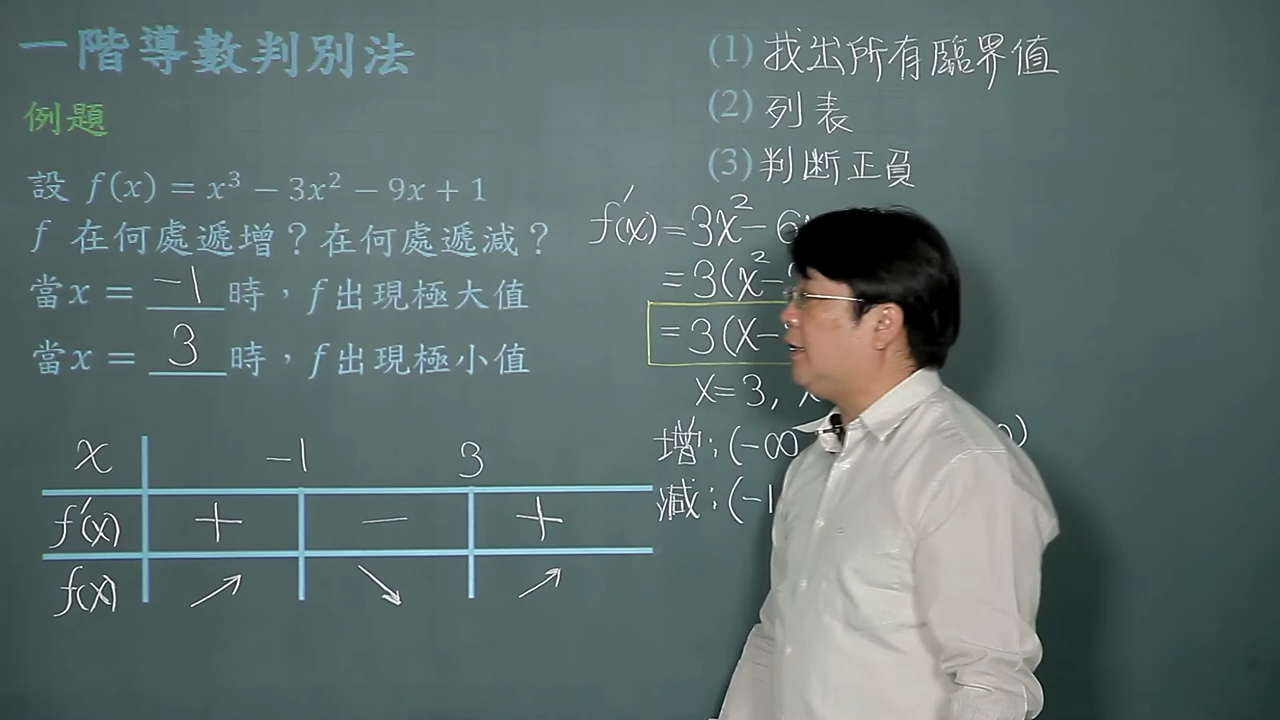 一階導數判別法
例題
設 f(x) = x³ − 3x² − 9x + 1
f 在何處遞增？在何處遞減？
當 x = -1 時，f 出現極大值
當 x = 3 時，f 出現極小值
x -1 3
f'(x) + − +
f(x) ↗ ↘ ↗
(1) 找出所有臨界值
(2) 列表
(3) 判斷正負
f'(x) = 3x² − 6
= 3(x² −
= 3(x −
x = 3,
增：(−∞ )
減：(−1